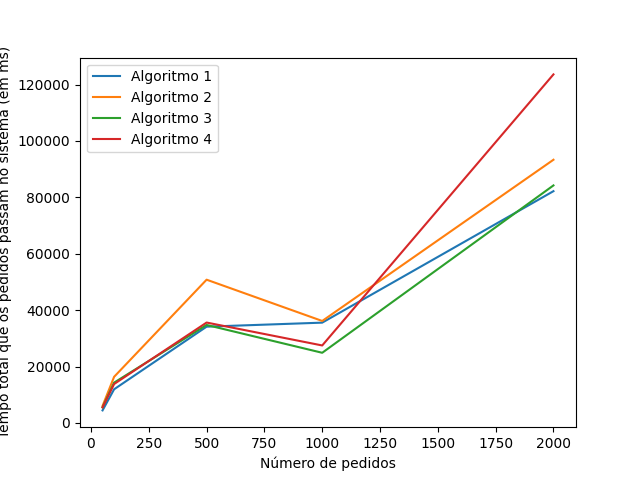 Algoritmo 1
Algoritmo 2
Algoritmo 3
Algoritmo 4
120000
100000
80000
60000
40000
20000
0
0 250 500 750 1000 1250 1500 1750 2000
Número de pedidos
Tempo total que os pedidos passam no sistema (em ms)